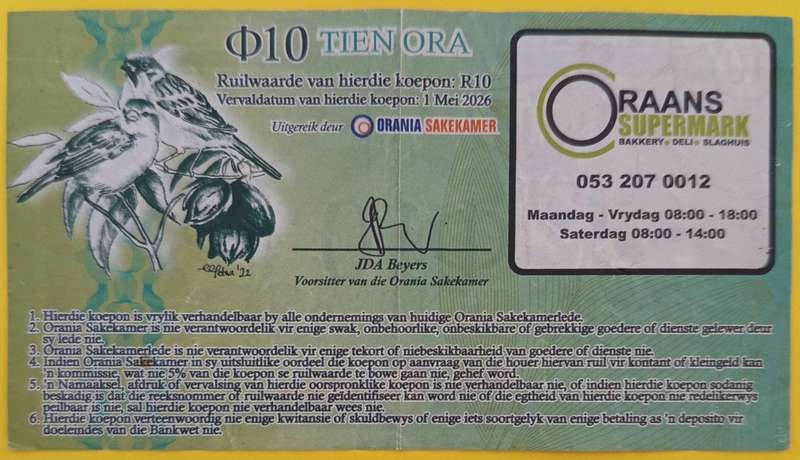 Ф10 TIEN ORA
Ruilwaarde van hierdie koepon: R10
Vervaldatum van hierdie koepon: 1 Mei 2026
Uitgereik deur ORANIA SAKEKAMER
JDA Beyers
Voorsitter van die Orania Sakekamer
ORAANS
SUPERMARK
BAKKERY • DELI • SLAGHUIS
053 207 0012
Maandag - Vrydag 08:00 - 18:00
Saterdag 08:00 - 14:00
1. Hierdie koepon is vrylik verhandelbaar by alle ondernemings van huidige Orania Sakekamerlede.
2. Orania Sakekamer is nie verantwoordelik vir enige swak, onbehoorlike, onbeskikbare of gebrekkige goedere of dienste gelewer deur
sy lede nie.
3. Orania Sakekamerlede is nie verantwoordelik vir enige tekort of niebeskikbaarheid van goedere of dienste nie.
4. Indien Orania Sakekamer in sy uitsluitlike oordeel die koepon op aanvraag van die houer hiervan ruil vir kontant of kleingeld kan
'n kommissie, wat nie 5% van die koepon se ruilwaarde te bowe gaan nie, gehef word.
5. 'n Namaaksel, afdruk of vervalsing van hierdie oorspronklike koepon is nie verhandelbaar nie, of indien hierdie koepon sodanig
beskadig is dat die reeksnommer of ruilwaarde nie geïdentifiseer kan word nie of die egtheid van hierdie koepon nie redelikerwys
peilbaar is nie, sal hierdie koepon nie verhandelbaar wees nie.
6. Hierdie koepon verteenwoordig nie enige kwitansie of skuldbewys of enige iets soortgelyk van enige betaling as 'n deposito vir
doeleindes van die Bankwet nie.